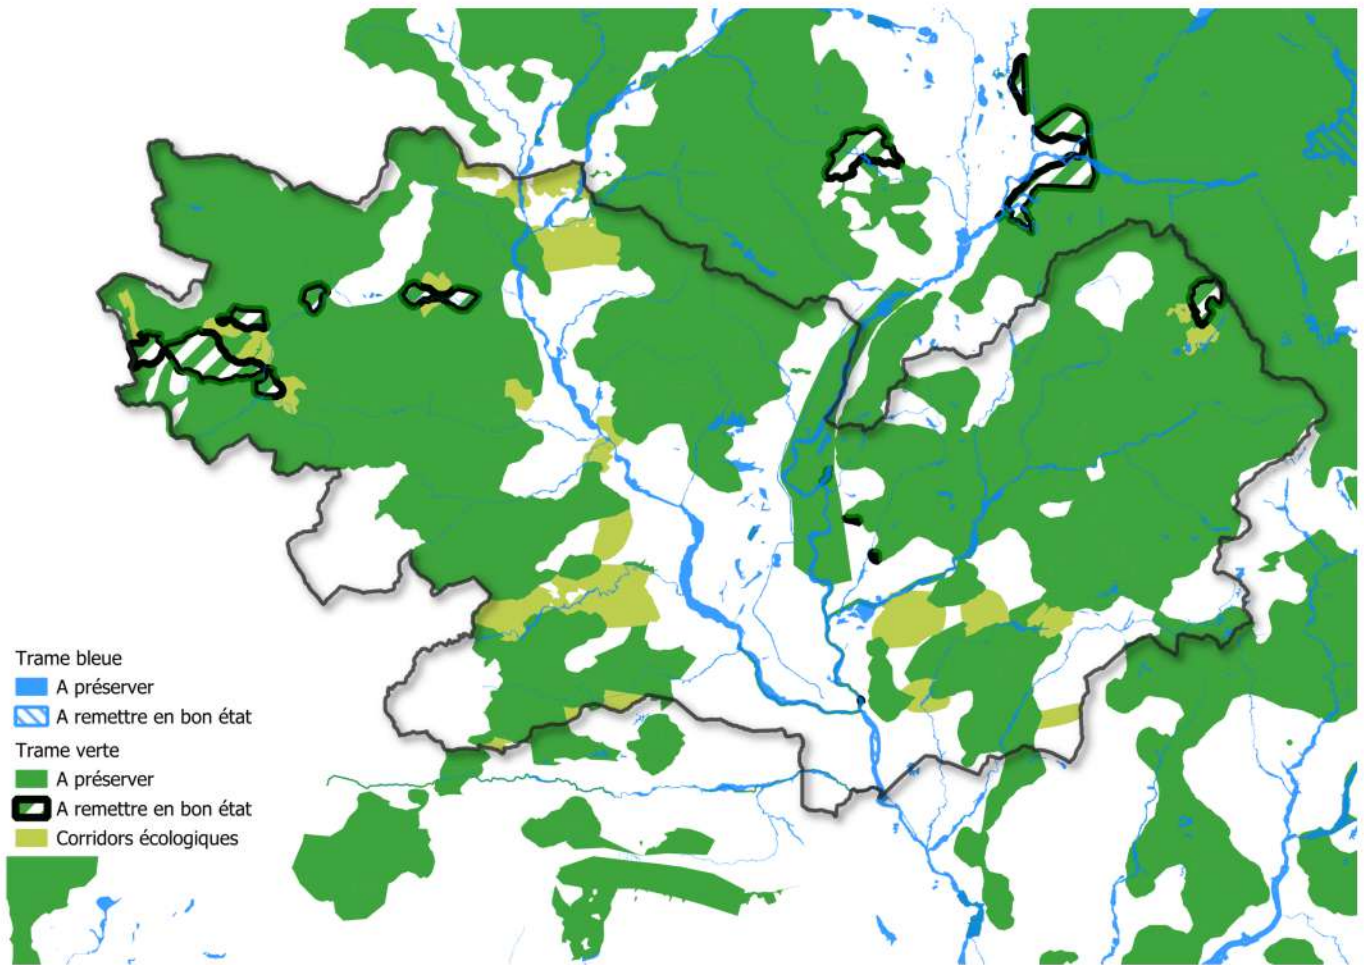 Trame bleue
A préserver
A remettre en bon état
Trame verte
A préserver
A remettre en bon état
Corridors écologiques